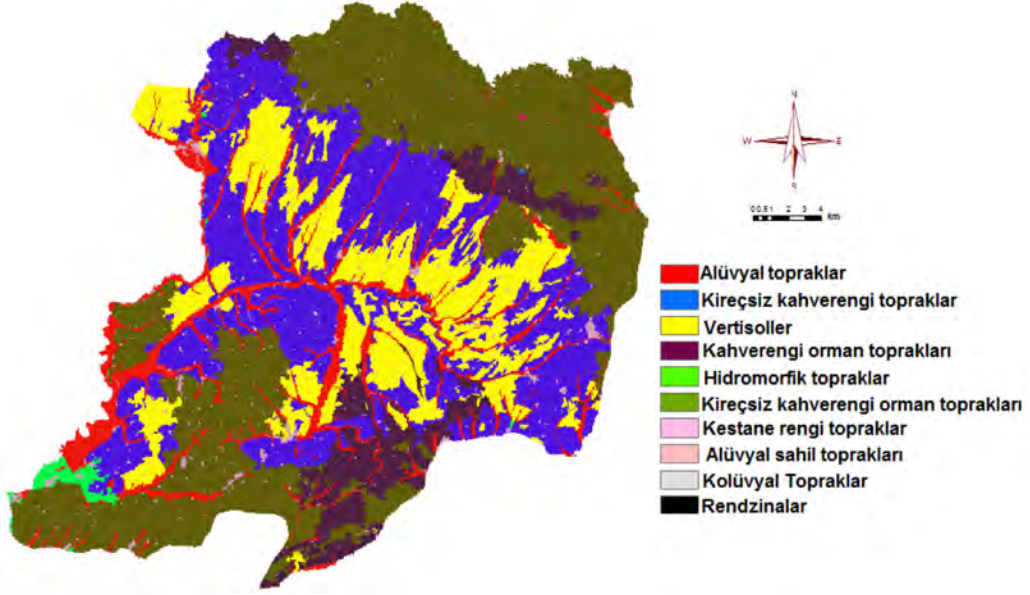 N
W E
S
0 0,5 1 2 3 4
km
Alüvyal topraklar
Kireçsiz kahverengi topraklar
Vertisoller
Kahverengi orman toprakları
Hidromorfik topraklar
Kireçsiz kahverengi orman toprakları
Kestane rengi topraklar
Alüvyal sahil toprakları
Kolüvyal Topraklar
Rendzinalar